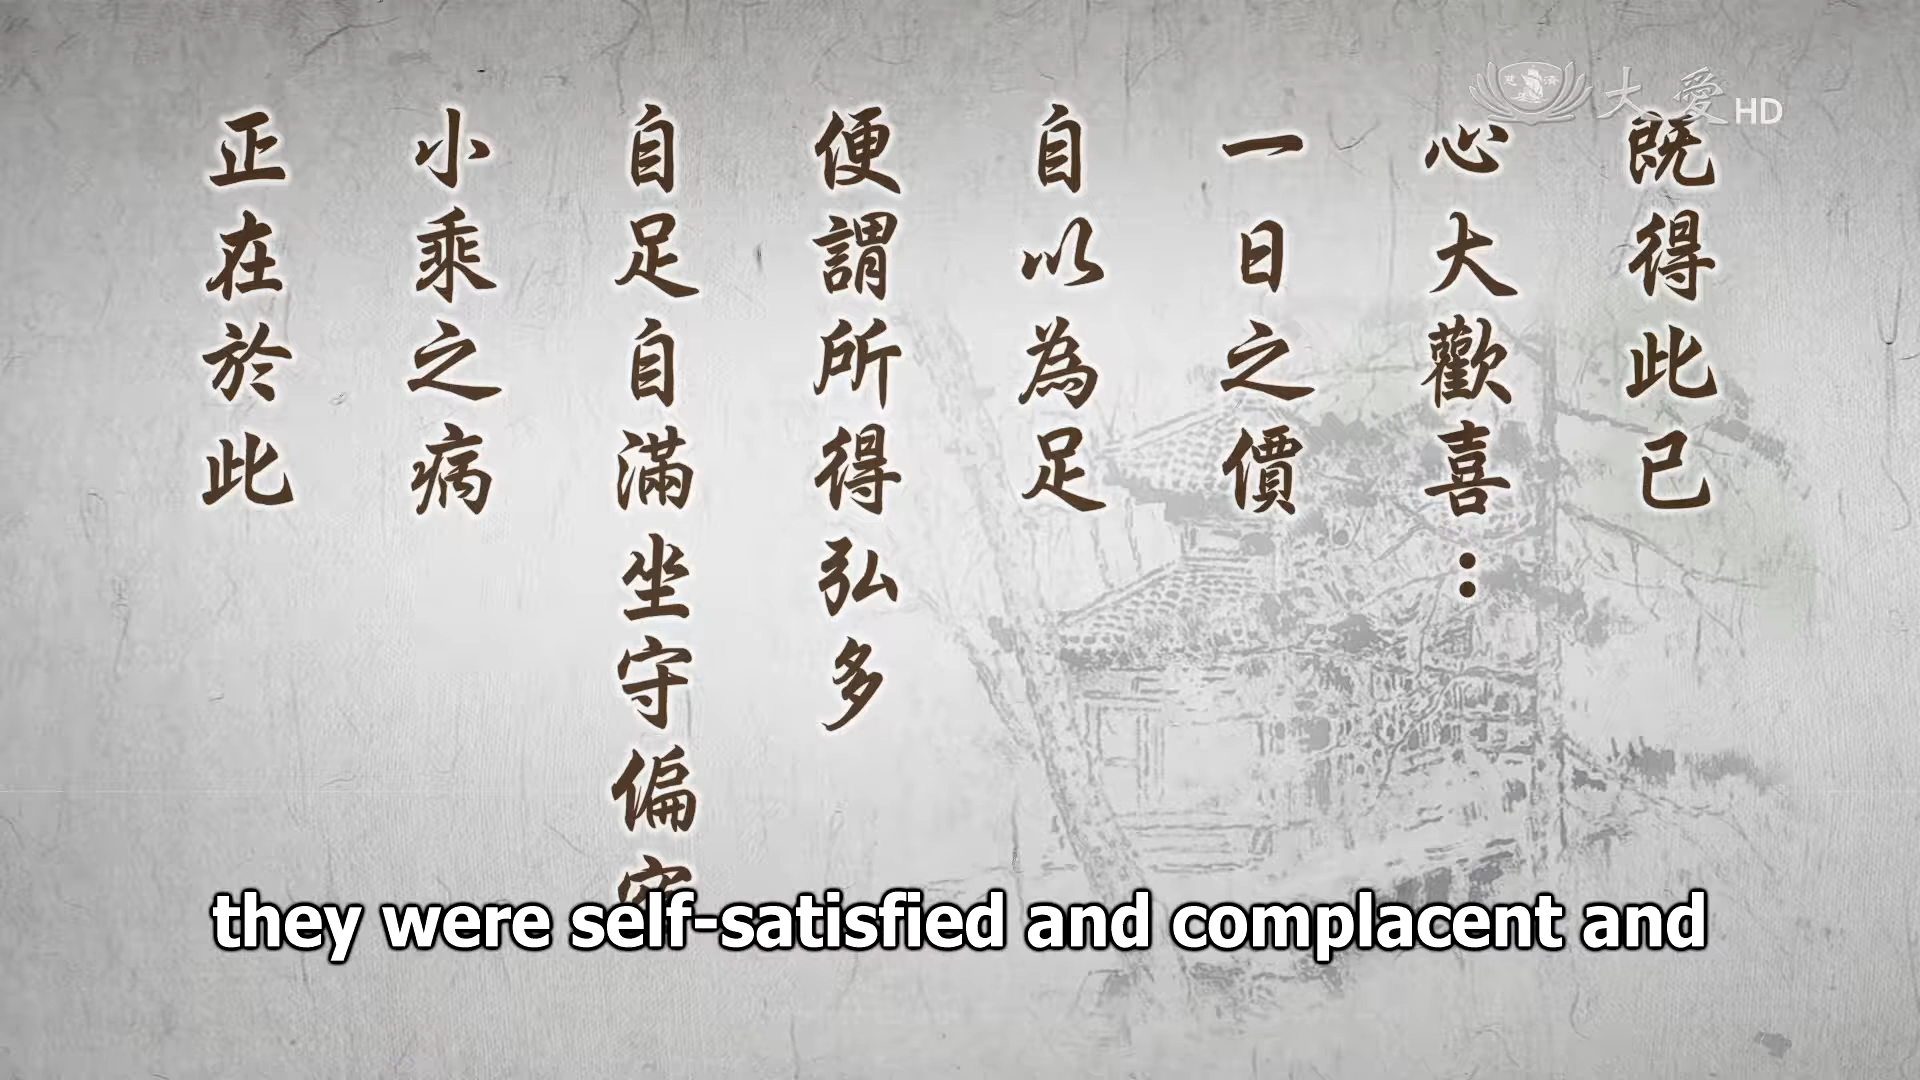 大愛HD
既得此已
心大歡喜：
一日之價
自以為足
便謂所得弘多
自足自滿坐守偏
小乘之病
正在於此
they were self-satisfied and complacent and